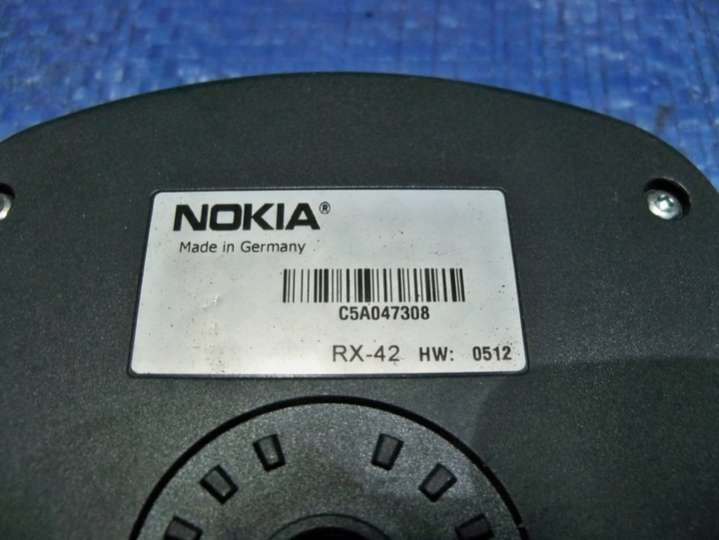 NOKIA®
Made in Germany
C5A047308
RX-42 HW: 0512